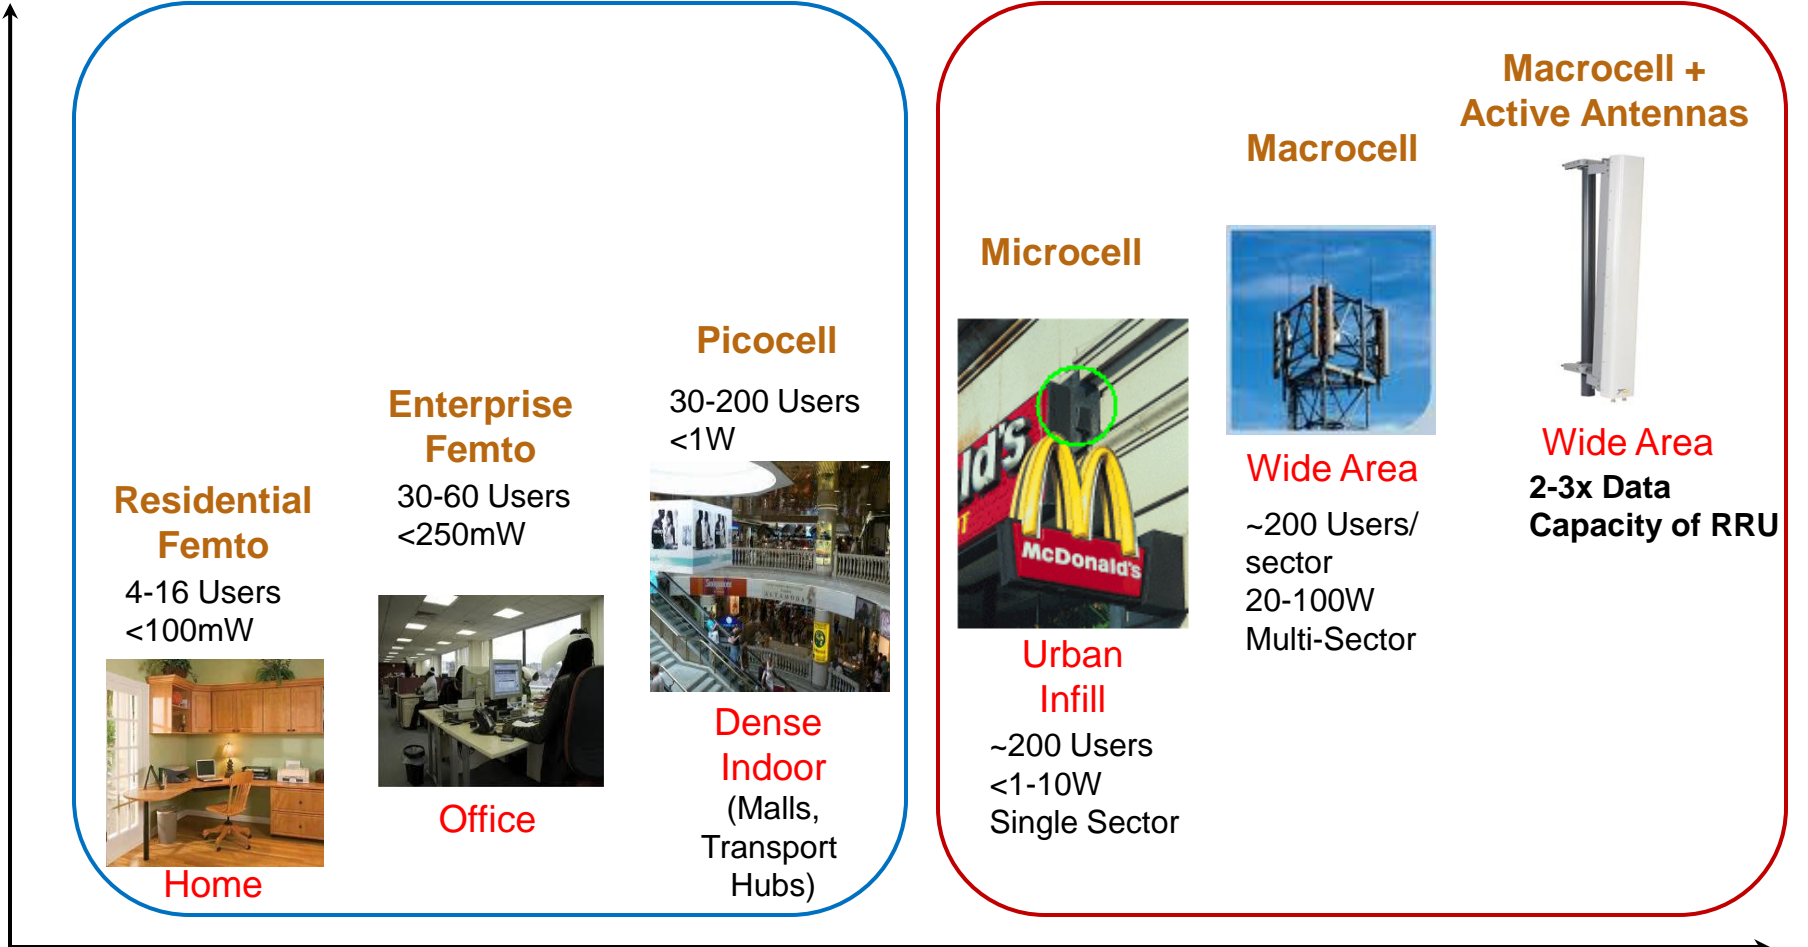 Residential
Femto
4-16 Users
<100mW
Home
Enterprise
Femto
30-60 Users
<250mW
Office
Picocell
30-200 Users
<1W
Dense
Indoor
(Malls,
Transport
Hubs)
Microcell
ld's
McDonald's
Urban
Infill
~200 Users
<1-10W
Single Sector
Macrocell
Wide Area
~200 Users/
sector
20-100W
Multi-Sector
Macrocell +
Active Antennas
Wide Area
2-3x Data
Capacity of RRU